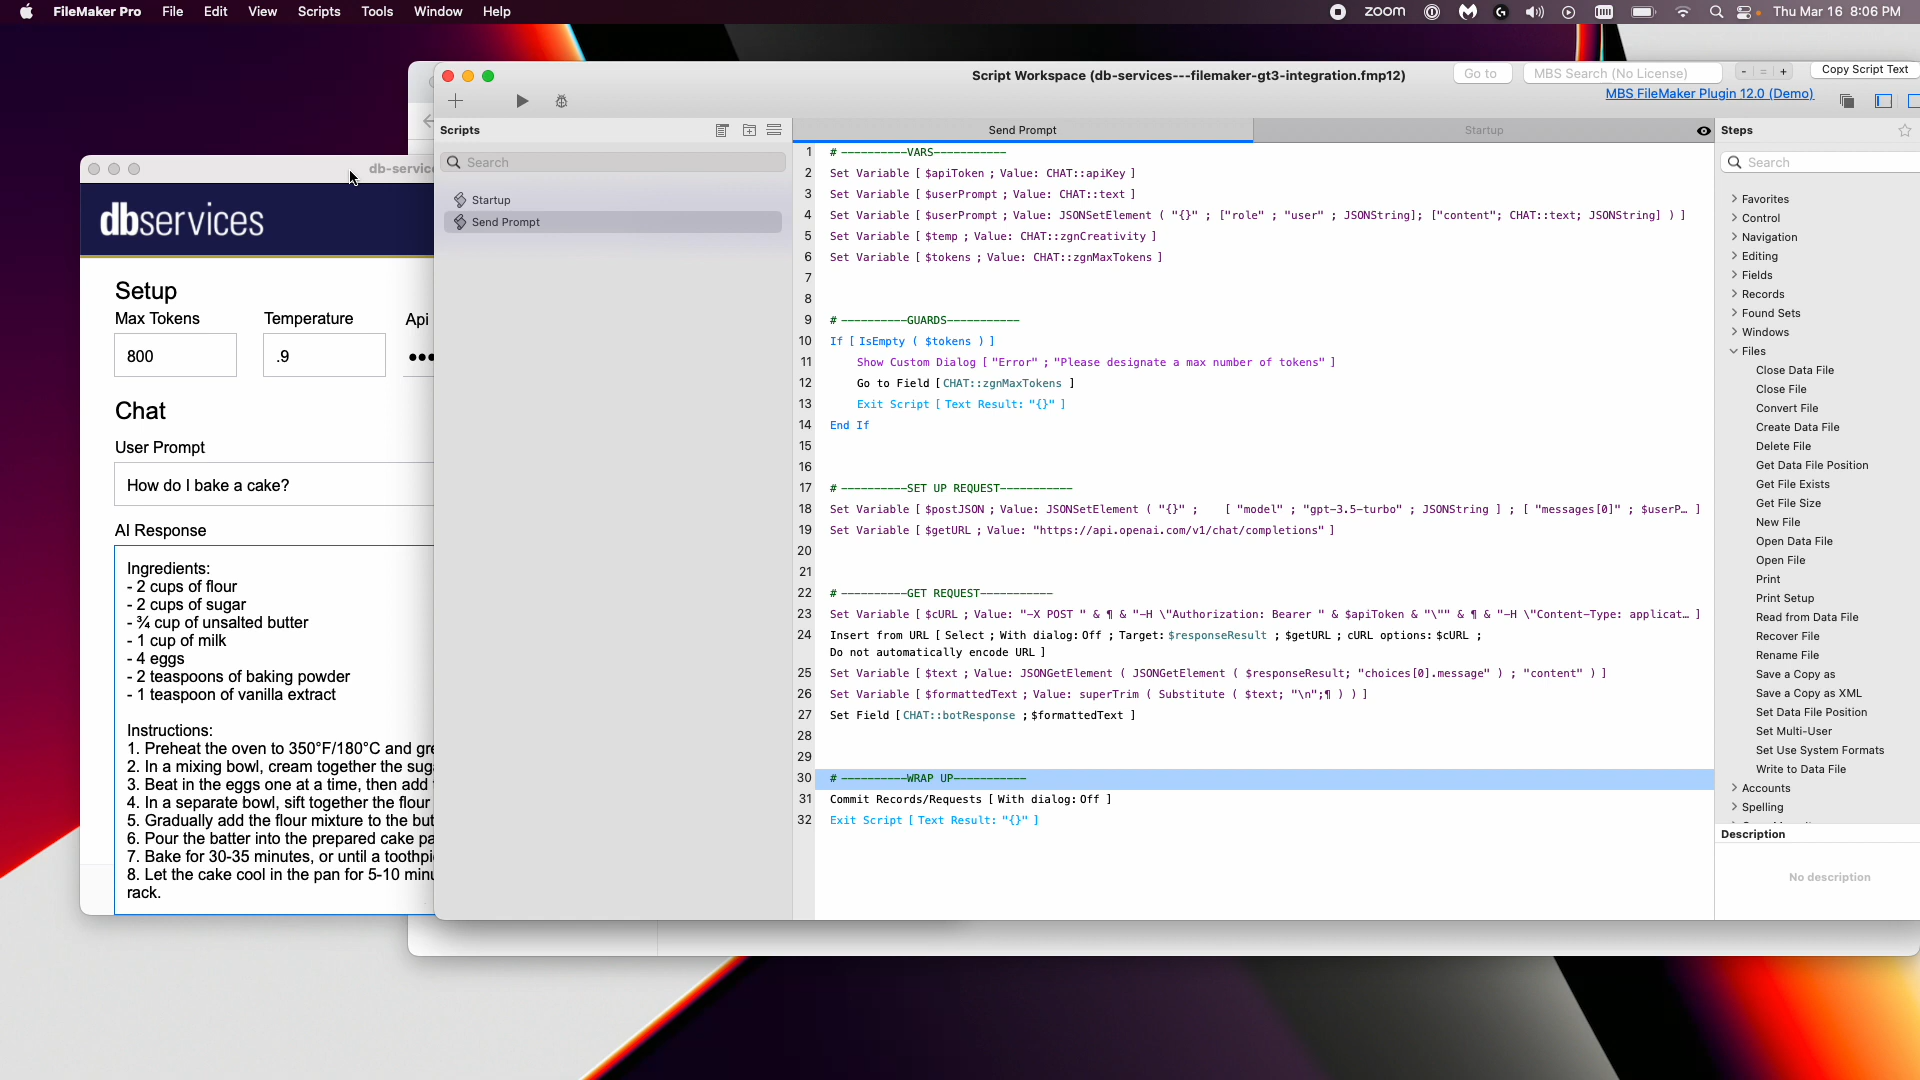 FileMaker Pro File Edit View Scripts Tools Window Help
zoom
Thu Mar 16 8:06 PM
Script Workspace (db-services---filemaker-gt3-integration.fmp12)
Go to
MBS Search (No License)
- = +
Copy Script Text
MBS FileMaker Plugin 12.0 (Demo)
Scripts
Search
Startup
Send Prompt
db-service
dbservices
Setup
Max Tokens Temperature Api
800 .9 •••
Chat
User Prompt
How do I bake a cake?
AI Response
Ingredients:
- 2 cups of flour
- 2 cups of sugar
- ¾ cup of unsalted butter
- 1 cup of milk
- 4 eggs
- 2 teaspoons of baking powder
- 1 teaspoon of vanilla extract
Instructions:
1. Preheat the oven to 350°F/180°C and gre
2. In a mixing bowl, cream together the sug
3. Beat in the eggs one at a time, then add
4. In a separate bowl, sift together the flour
5. Gradually add the flour mixture to the but
6. Pour the batter into the prepared cake pa
7. Bake for 30-35 minutes, or until a toothpi
8. Let the cake cool in the pan for 5-10 minu
rack.
Send Prompt
Startup
1 # ----------VARS-----------
2 Set Variable [ $apiToken ; Value: CHAT::apiKey ]
3 Set Variable [ $userPrompt ; Value: CHAT::text ]
4 Set Variable [ $userPrompt ; Value: JSONSetElement ( "{}" ; ["role" ; "user" ; JSONString]; ["content"; CHAT::text; JSONString] ) ]
5 Set Variable [ $temp ; Value: CHAT::zgnCreativity ]
6 Set Variable [ $tokens ; Value: CHAT::zgnMaxTokens ]
7
8
9 # ----------GUARDS-----------
10 If [ IsEmpty ( $tokens ) ]
11 Show Custom Dialog [ "Error" ; "Please designate a max number of tokens" ]
12 Go to Field [ CHAT::zgnMaxTokens ]
13 Exit Script [ Text Result: "{}" ]
14 End If
15
16
17 # ----------SET UP REQUEST-----------
18 Set Variable [ $postJSON ; Value: JSONSetElement ( "{}" ; [ "model" ; "gpt-3.5-turbo" ; JSONString ] ; [ "messages[0]" ; $userP… ]
19 Set Variable [ $getURL ; Value: "https://api.openai.com/v1/chat/completions" ]
20
21
22 # ----------GET REQUEST-----------
23 Set Variable [ $cURL ; Value: "-X POST " & ¶ & "-H \"Authorization: Bearer " & $apiToken & "\"" & ¶ & "-H \"Content-Type: applicat… ]
24 Insert from URL [ Select ; With dialog: Off ; Target: $responseResult ; $getURL ; cURL options: $cURL ;
Do not automatically encode URL ]
25 Set Variable [ $text ; Value: JSONGetElement ( JSONGetElement ( $responseResult; "choices[0].message" ) ; "content" ) ]
26 Set Variable [ $formattedText ; Value: superTrim ( Substitute ( $text; "\n";¶ ) ) ]
27 Set Field [ CHAT::botResponse ; $formattedText ]
28
29
30 # ----------WRAP UP-----------
31 Commit Records/Requests [ With dialog: Off ]
32 Exit Script [ Text Result: "{}" ]
Steps
Search
Favorites
Control
Navigation
Editing
Fields
Records
Found Sets
Windows
Files
Close Data File
Close File
Convert File
Create Data File
Delete File
Get Data File Position
Get File Exists
Get File Size
New File
Open Data File
Open File
Print
Print Setup
Read from Data File
Recover File
Rename File
Save a Copy as
Save a Copy as XML
Set Data File Position
Set Multi-User
Set Use System Formats
Write to Data File
Accounts
Spelling
Description
No description